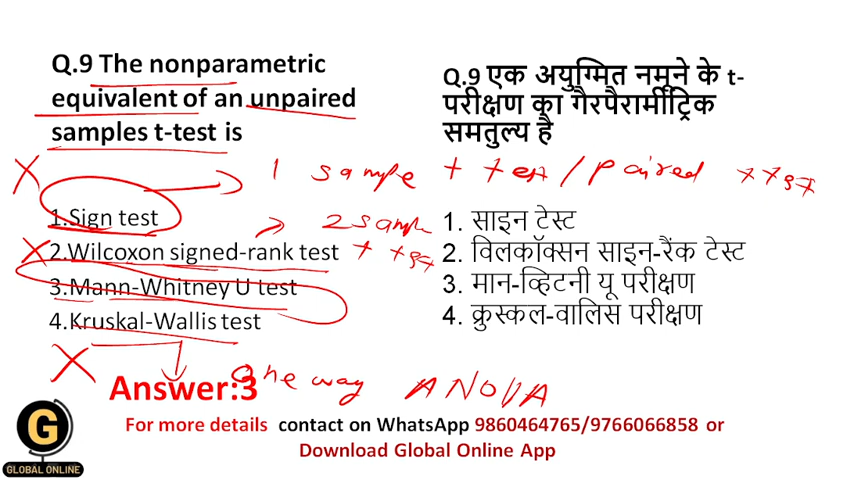 Q.9 The nonparametric
equivalent of an unpaired
samples t-test is
Q.9 एक अयुग्मित नमूने के t-
परीक्षण का गैरपैरामीट्रिक
समतुल्य है
1 sample t test / paired t test
1.Sign test
2 sample
2.Wilcoxon signed-rank test
t test
3.Mann-Whitney U test
4.Kruskal-Wallis test
1. साइन टेस्ट
2. विलकॉक्सन साइन-रैंक टेस्ट
3. मान-व्हिटनी यू परीक्षण
4. क्रुस्कल-वालिस परीक्षण
one way ANOVA
Answer:3
For more details contact on WhatsApp 9860464765/9766066858 or
Download Global Online App
G
GLOBAL ONLINE